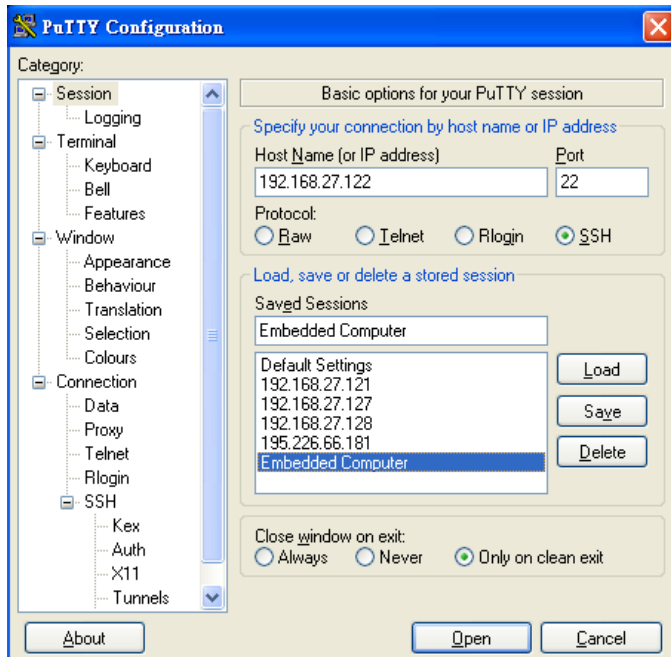 PuTTY Configuration
Category:
Session
Logging
Terminal
Keyboard
Bell
Features
Window
Appearance
Behaviour
Translation
Selection
Colours
Connection
Data
Proxy
Telnet
Rlogin
SSH
Kex
Auth
X11
Tunnels
Basic options for your PuTTY session
Specify your connection by host name or IP address
Host Name (or IP address) Port
192.168.27.122 22
Protocol:
Raw Telnet Rlogin SSH
Load, save or delete a stored session
Saved Sessions
Embedded Computer
Default Settings
192.168.27.121
192.168.27.127
192.168.27.128
195.226.66.181
Embedded Computer
Load
Save
Delete
Close window on exit:
Always Never Only on clean exit
About Open Cancel